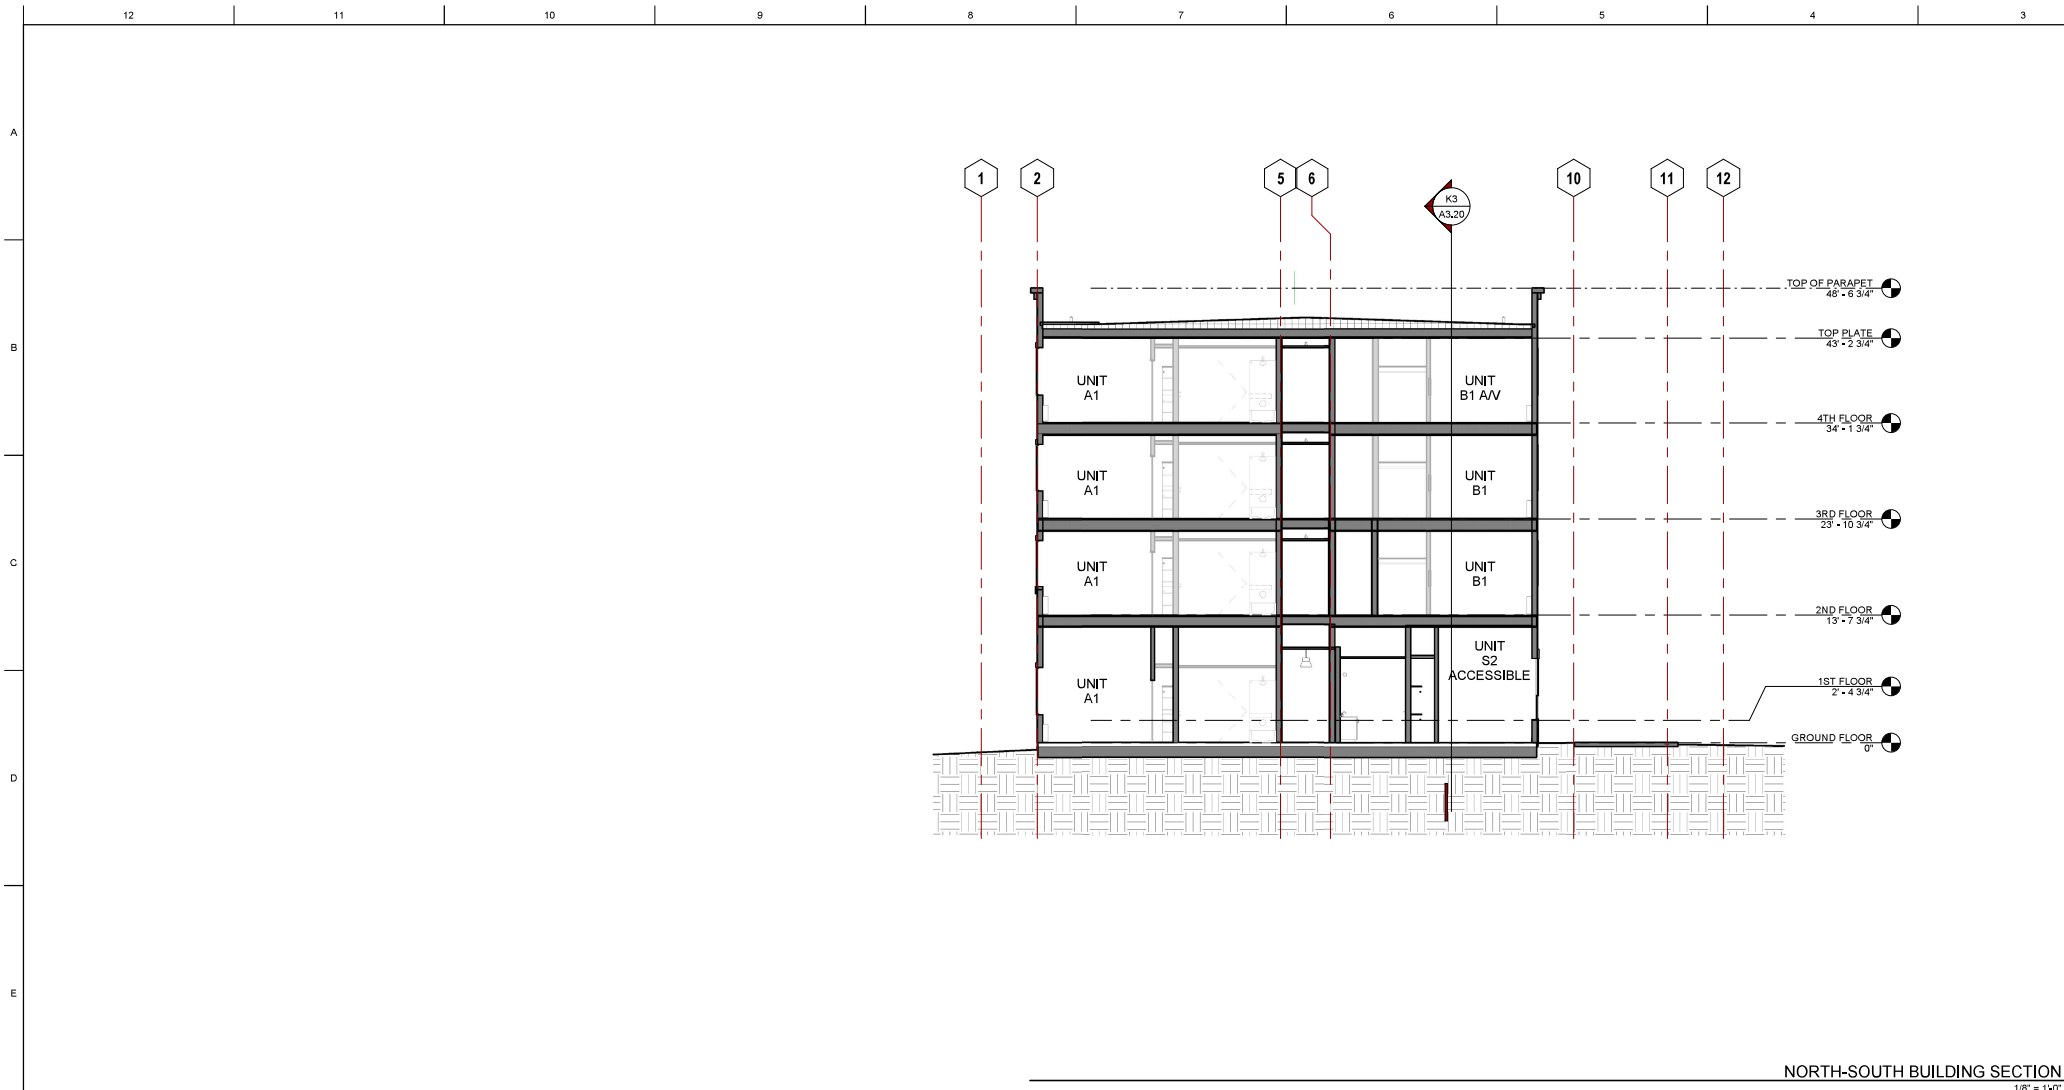 12 11 10 9 8 7 6 5 4 3
A
1 2 5 6 10 11 12
K3
A3.20
TOP OF PARAPET
48' - 6 3/4"
B
TOP PLATE
43' - 2 3/4"
UNIT
A1
UNIT
B1 A/V
4TH FLOOR
34' - 1 3/4"
UNIT
A1
UNIT
B1
3RD FLOOR
23' - 10 3/4"
C
UNIT
A1
UNIT
B1
2ND FLOOR
13' - 7 3/4"
UNIT
S2
ACCESSIBLE
UNIT
A1
1ST FLOOR
2' - 4 3/4"
GROUND FLOOR
0"
D
E
NORTH-SOUTH BUILDING SECTION
1/8" = 1'-0"